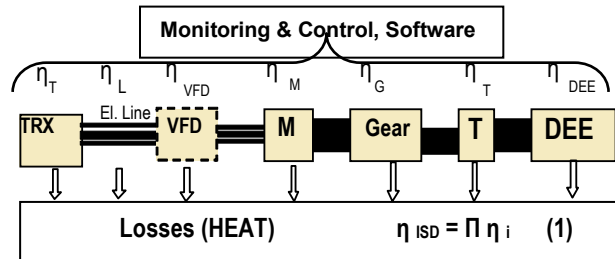 Monitoring & Control, Software
η T η L η VFD η M η G η T η DEE
El. Line
TRX VFD M Gear T DEE
Losses (HEAT) η ISD = Π η i (1)